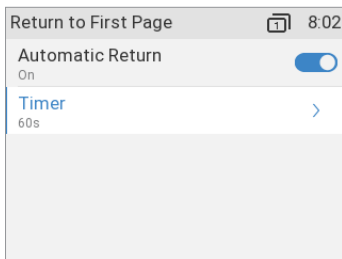 Return to First Page 1 8:02
Automatic Return
On
Timer
60s